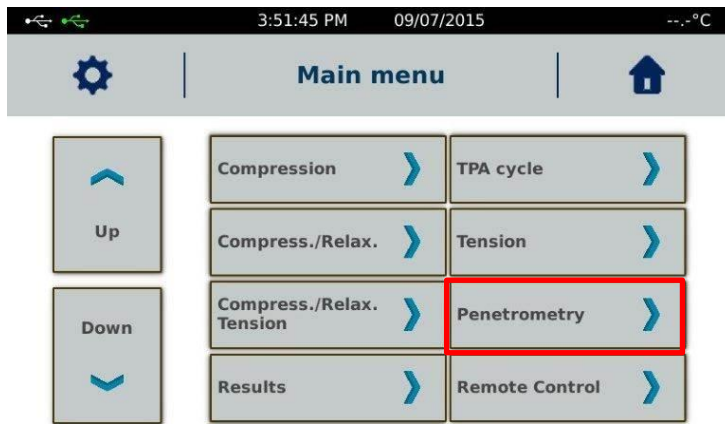 3:51:45 PM 09/07/2015 --.-°C
Main menu
Up
Down
Compression
TPA cycle
Compress./Relax.
Tension
Compress./Relax.
Tension
Penetrometry
Results
Remote Control